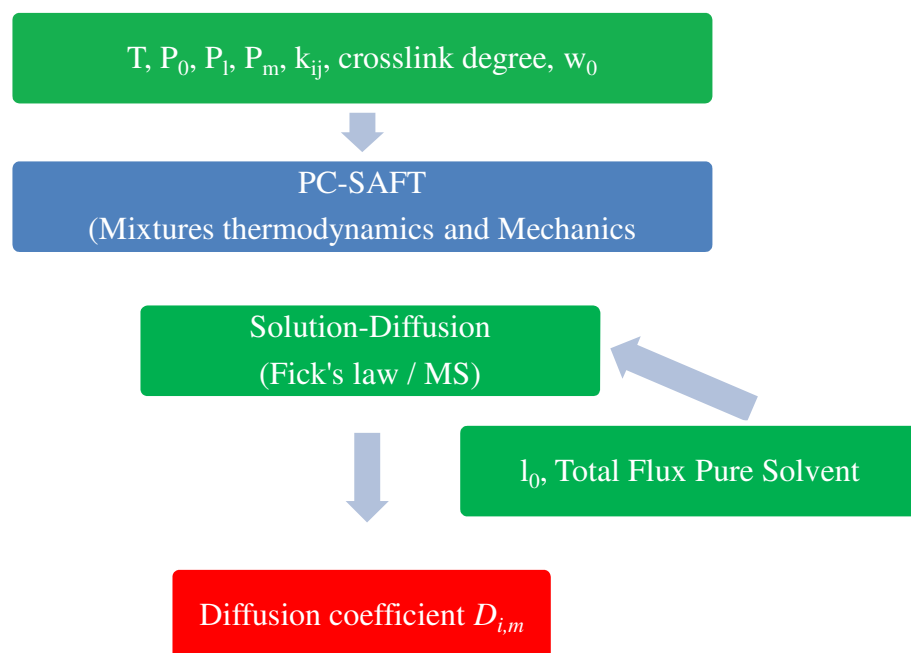 T, P₀, Pₗ, Pₘ, kᵢⱼ, crosslink degree, w₀
PC-SAFT
(Mixtures thermodynamics and Mechanics
Solution-Diffusion
(Fick's law / MS)
l₀, Total Flux Pure Solvent
Diffusion coefficient Dᵢ,ₘ